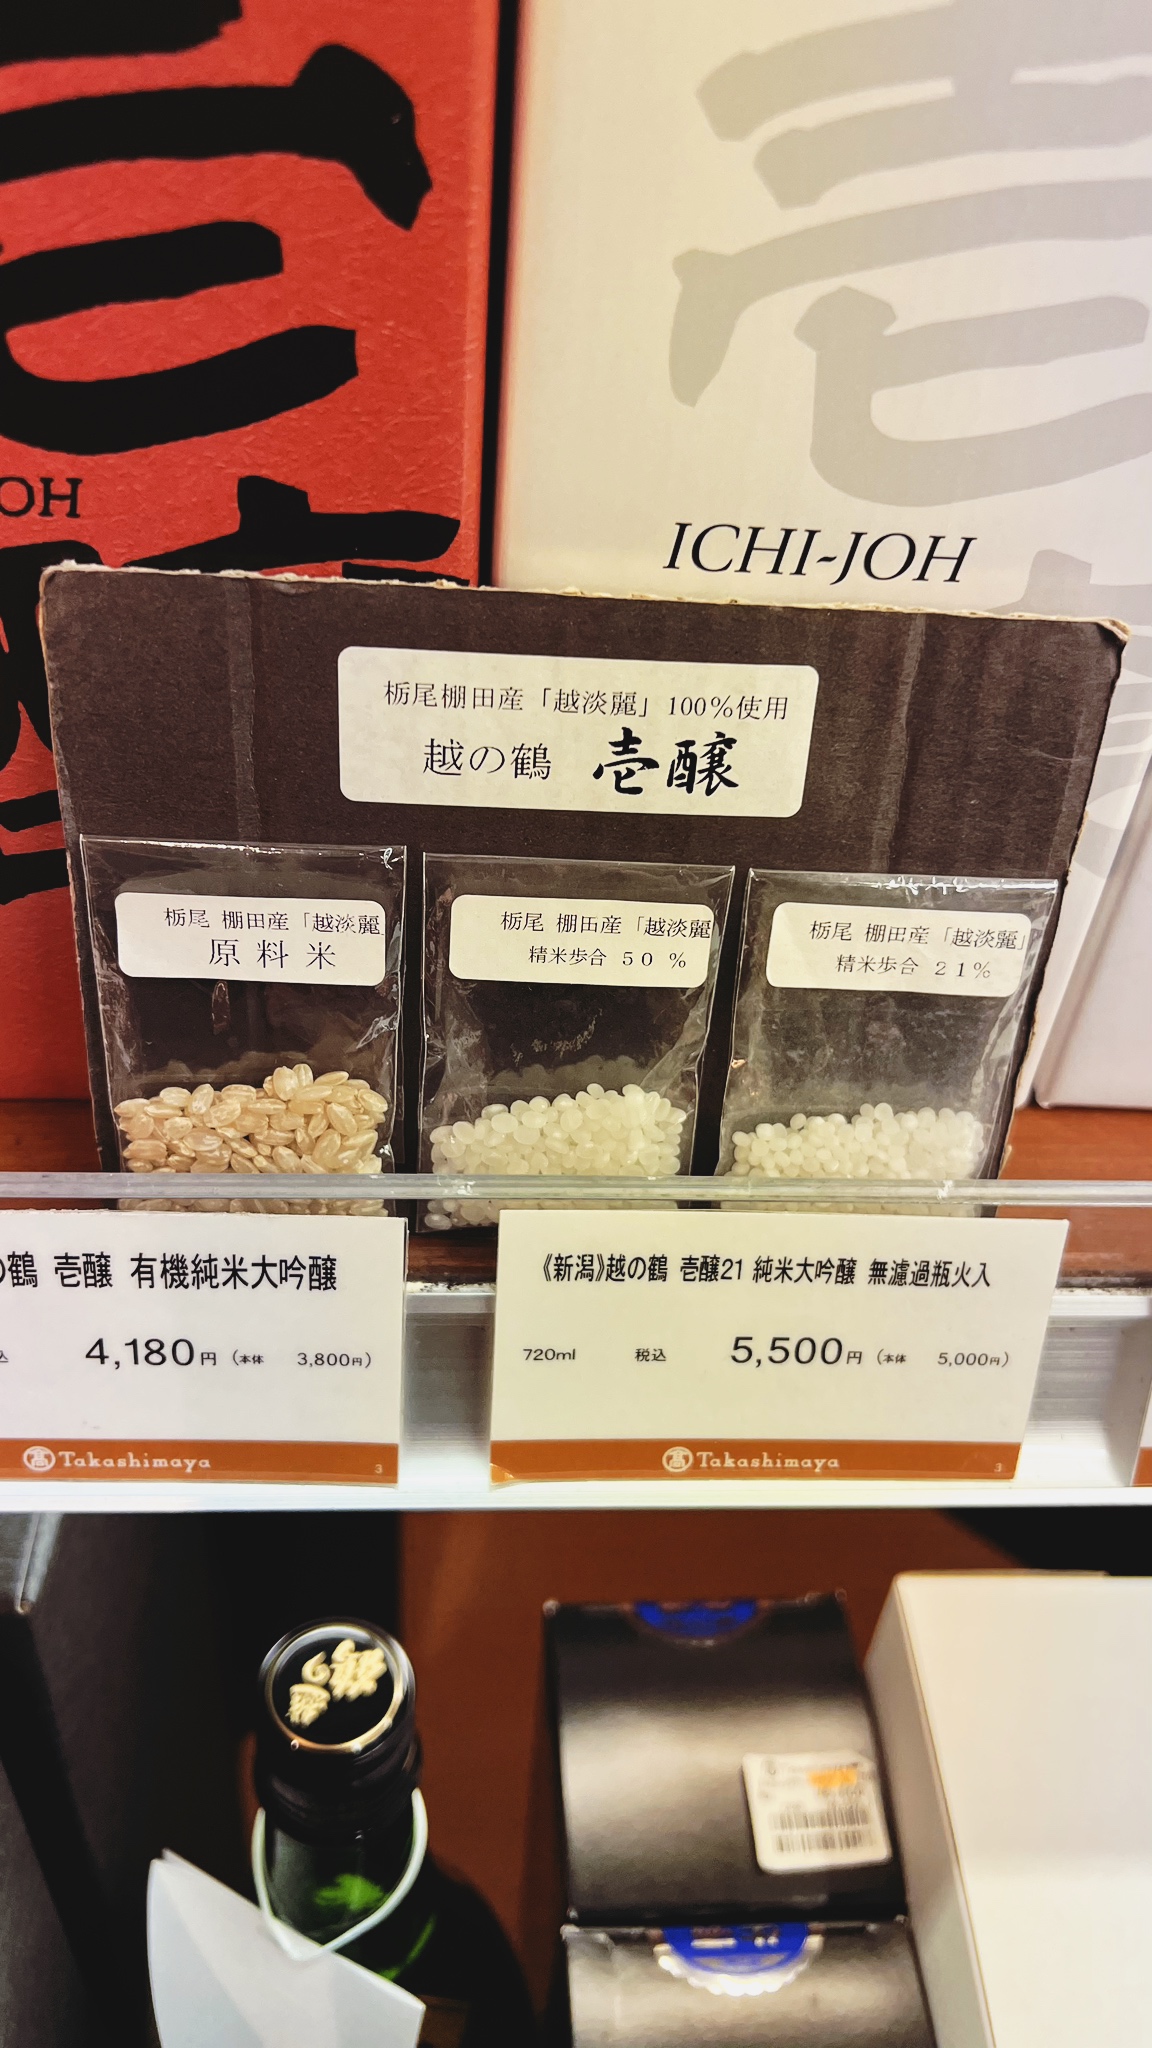 OH
ICHI-JOH
栃尾棚田産「越淡麗」100%使用
越の鶴 壱醸
栃尾 棚田産「越淡麗
原料米
栃尾 棚田産「越淡麗
精米歩合 50 %
栃尾 棚田産「越淡麗」
精米歩合 21%
の鶴 壱醸 有機純米大吟醸
込 4,180円 (本体 3,800円)
Takashimaya 3
《新潟》越の鶴 壱醸21 純米大吟醸 無濾過瓶火入
720ml 税込 5,500円 (本体 5,000円)
Takashimaya 3